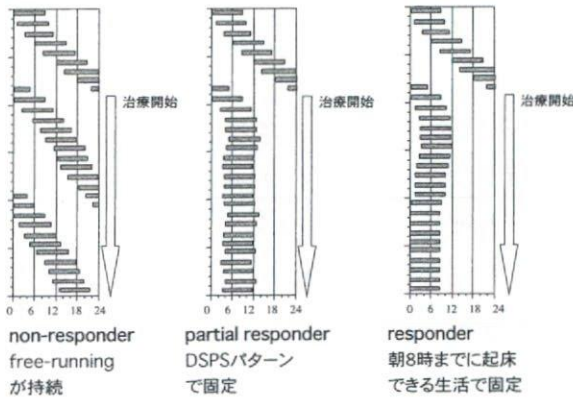 治療開始
治療開始
治療開始
0 6 12 18 24
0 6 12 18 24
0 6 12 18 24
non-responder
free-running
が持続
partial responder
DSPSパターン
で固定
responder
朝8時までに起床
できる生活で固定